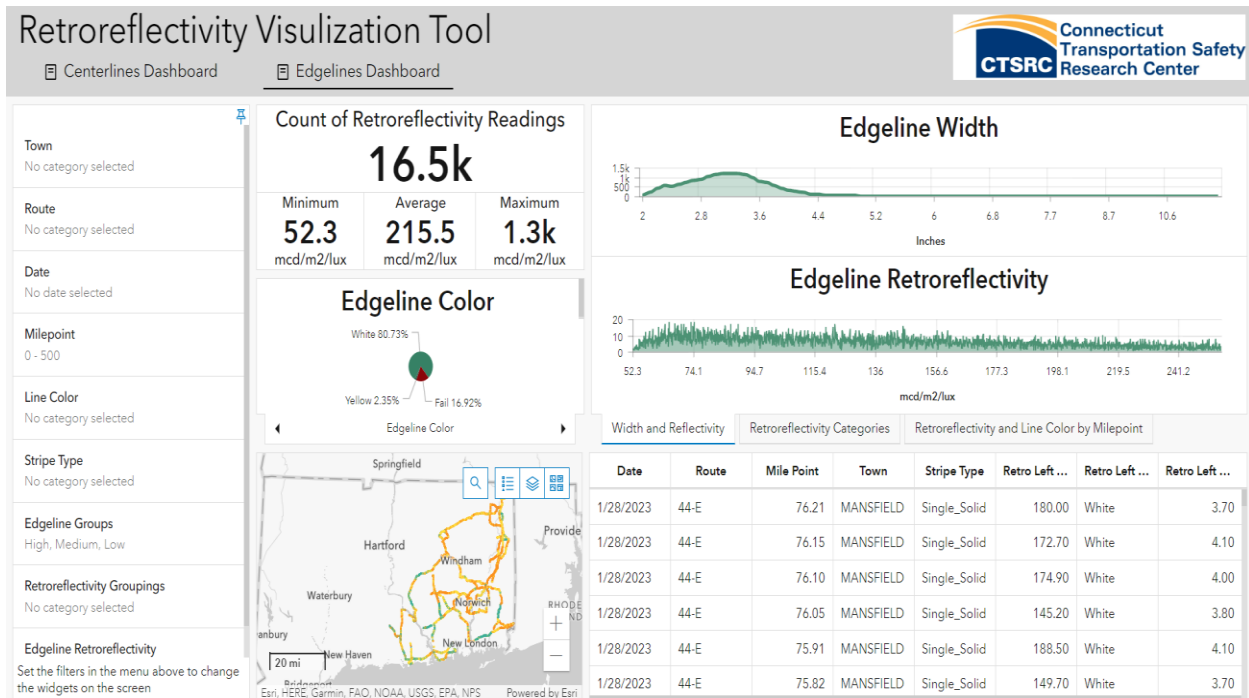 Retroreflectivity Visulization Tool
Centerlines Dashboard
Edgelines Dashboard
CTSRC
Connecticut
Transportation Safety
Research Center
Town
No category selected
Route
No category selected
Date
No date selected
Milepoint
0 - 500
Line Color
No category selected
Stripe Type
No category selected
Edgeline Groups
High, Medium, Low
Retroreflectivity Groupings
No category selected
Edgeline Retroreflectivity
Set the filters in the menu above to change
the widgets on the screen
Count of Retroreflectivity Readings
16.5k
Minimum Average Maximum
52.3 215.5 1.3k
mcd/m2/lux mcd/m2/lux mcd/m2/lux
Edgeline Color
White 80.73%
Yellow 2.35% Fail 16.92%
Edgeline Color
Springfield
Provide
Hartford
Windham
Waterbury
Norwich
RHODE
ND
anbury
New London
New Haven
20 mi
Bridgeport
Esri, HERE, Garmin, FAO, NOAA, USGS, EPA, NPS Powered by Esri
Edgeline Width
1.5k
1k
500
0
2 2.8 3.6 4.4 5.2 6 6.8 7.7 8.7 10.6
Inches
Edgeline Retroreflectivity
20
10
0
52.3 74.1 94.7 115.4 136 156.6 177.3 198.1 219.5 241.2
mcd/m2/lux
Width and Reflectivity Retroreflectivity Categories Retroreflectivity and Line Color by Milepoint
Date Route Mile Point Town Stripe Type Retro Left ... Retro Left ... Retro Left ...
1/28/2023 44-E 76.21 MANSFIELD Single_Solid 180.00 White 3.70
1/28/2023 44-E 76.15 MANSFIELD Single_Solid 172.70 White 4.10
1/28/2023 44-E 76.10 MANSFIELD Single_Solid 174.90 White 4.00
1/28/2023 44-E 76.05 MANSFIELD Single_Solid 145.20 White 3.80
1/28/2023 44-E 75.91 MANSFIELD Single_Solid 188.50 White 4.10
1/28/2023 44-E 75.82 MANSFIELD Single_Solid 149.70 White 3.70